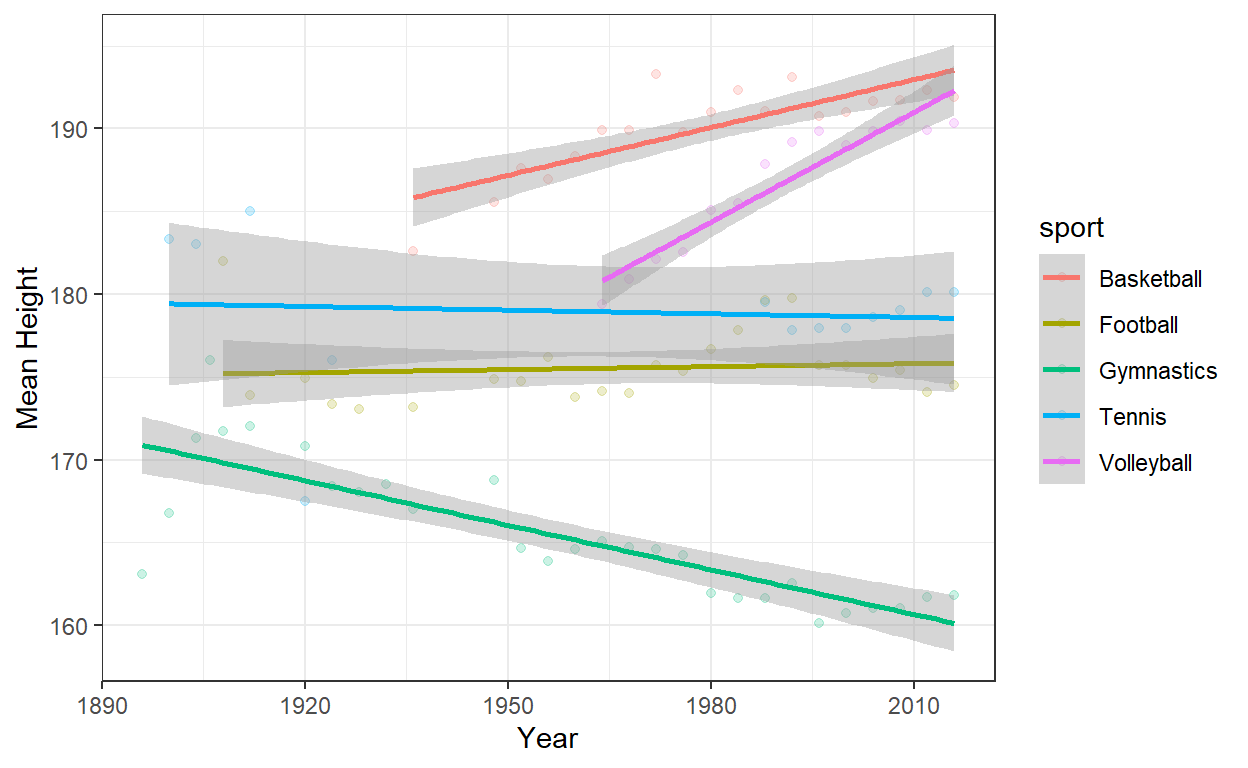 190
180
170
160
Mean Height
1890
1920
1950
1980
2010
Year
sport
Basketball
Football
Gymnastics
Tennis
Volleyball